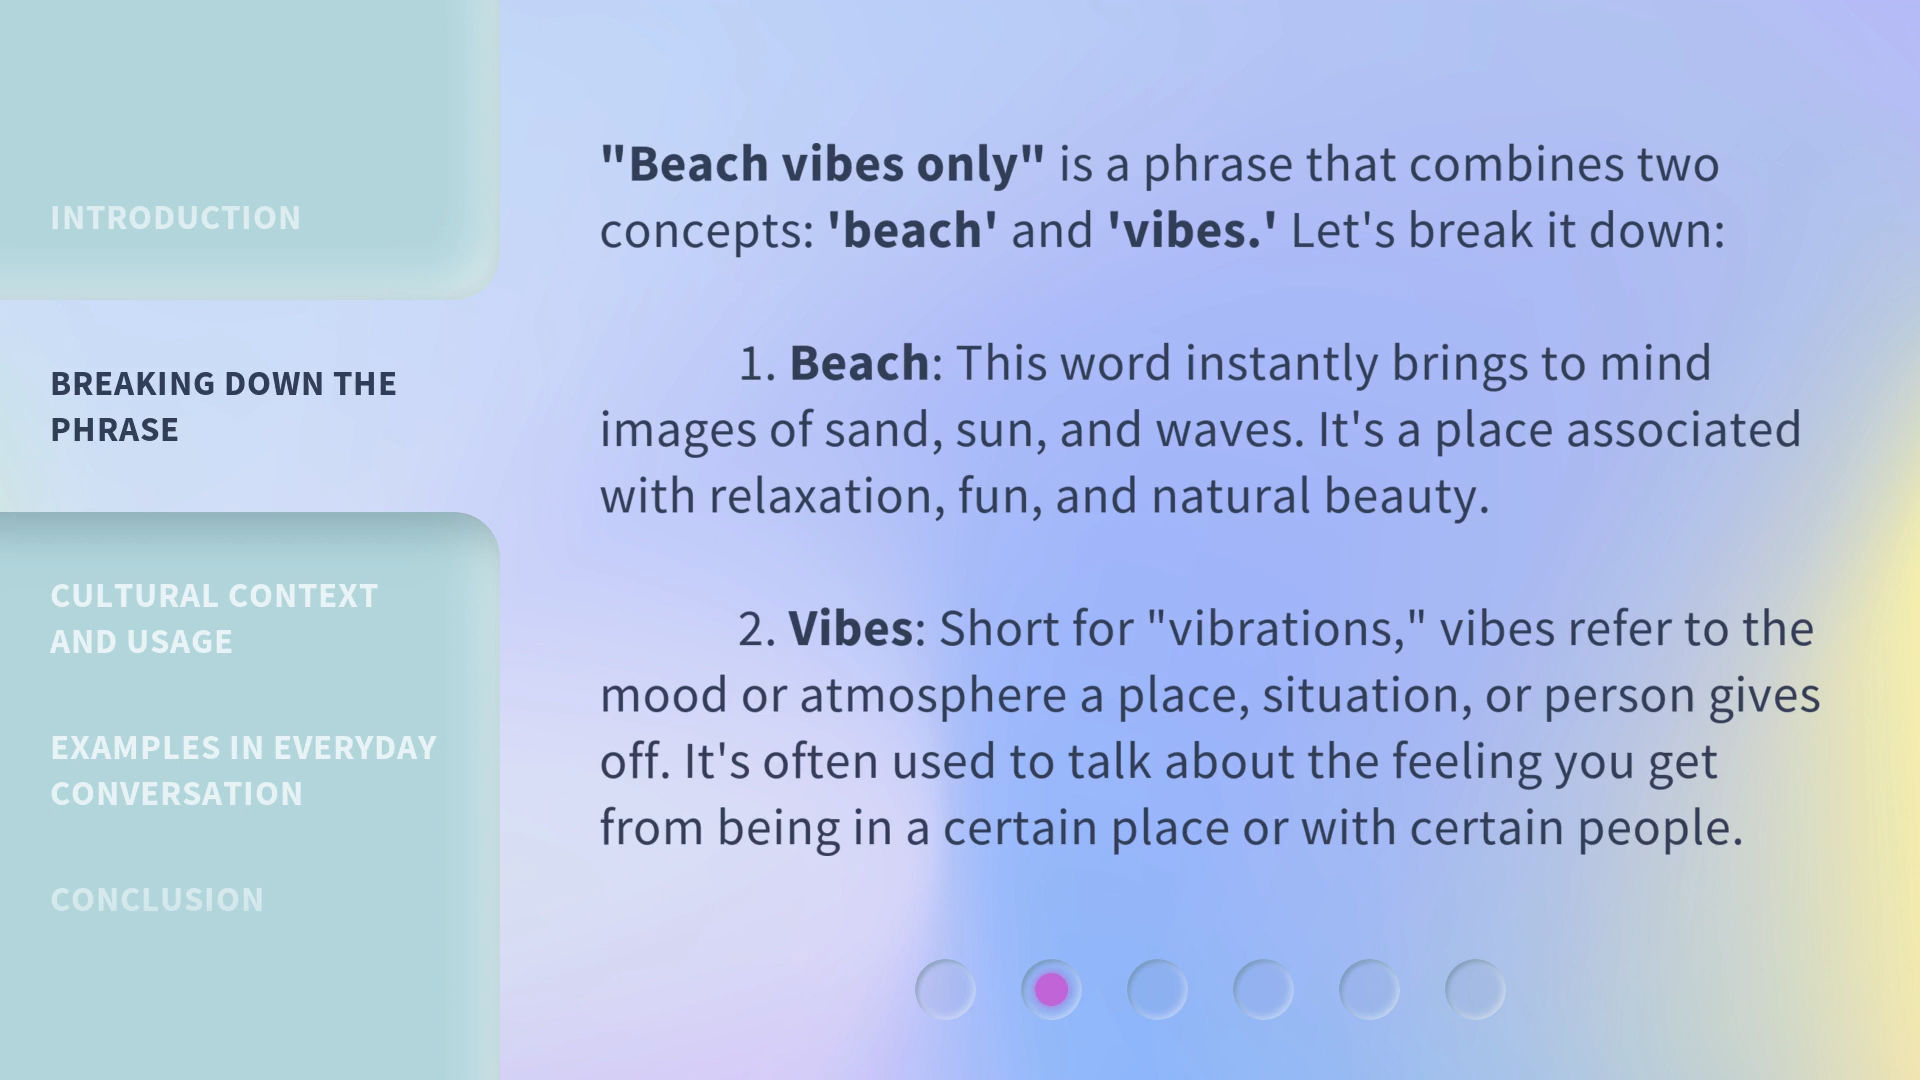 INTRODUCTION
BREAKING DOWN THE
PHRASE
CULTURAL CONTEXT
AND USAGE
EXAMPLES IN EVERYDAY
CONVERSATION
CONCLUSION
"Beach vibes only" is a phrase that combines two
concepts: 'beach' and 'vibes.' Let's break it down:
1. Beach: This word instantly brings to mind
images of sand, sun, and waves. It's a place associated
with relaxation, fun, and natural beauty.
2. Vibes: Short for "vibrations," vibes refer to the
mood or atmosphere a place, situation, or person gives
off. It's often used to talk about the feeling you get
from being in a certain place or with certain people.